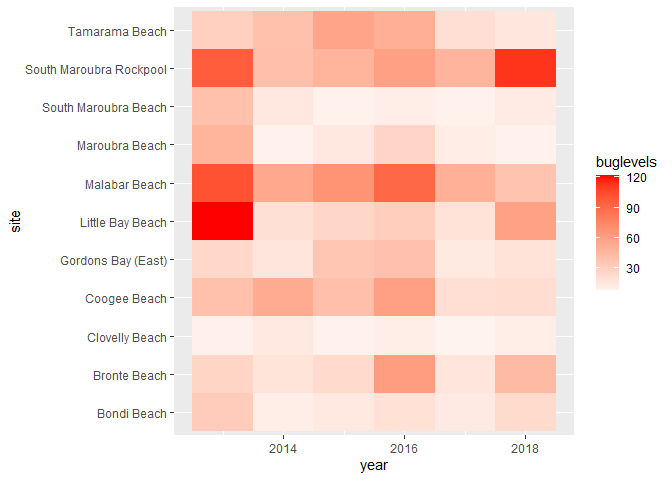 Tamarama Beach
South Maroubra Rockpool
South Maroubra Beach
Maroubra Beach
Malabar Beach
Little Bay Beach
Gordons Bay (East)
Coogee Beach
Clovelly Beach
Bronte Beach
Bondi Beach
site
2014 2016 2018
year
buglevels
120
90
60
30